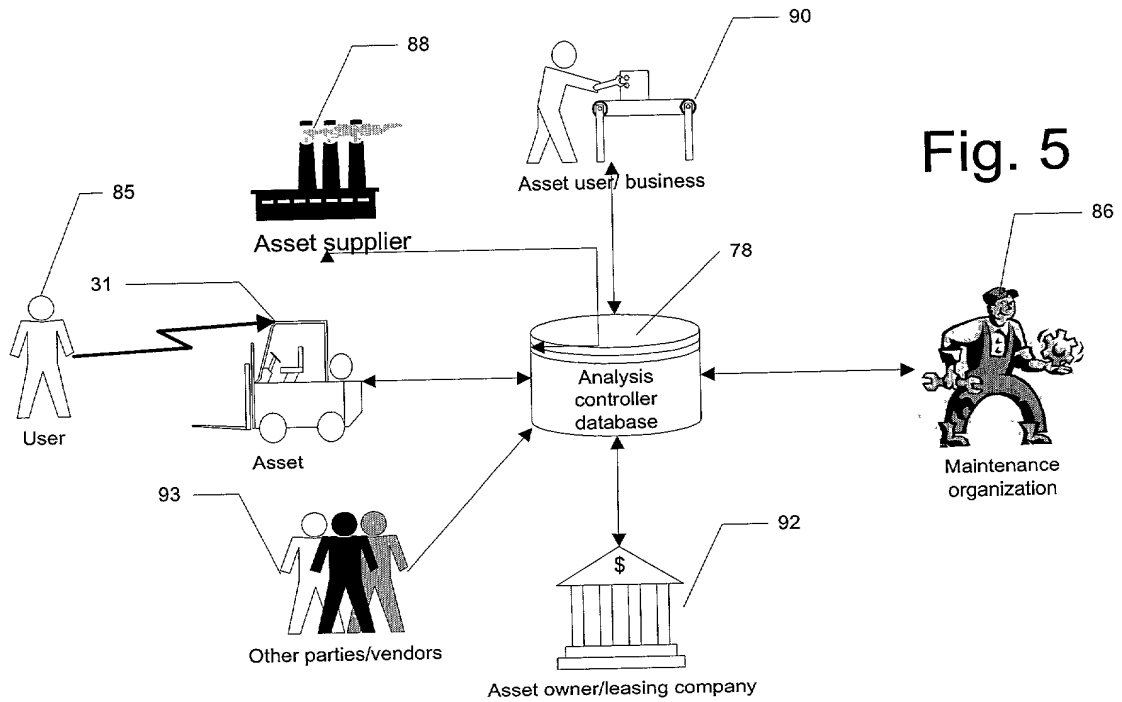 90
88
Fig. 5
Asset user/ business
85
86
Asset supplier
78
31
Analysis
controller
database
User
Asset
Maintenance
organization
93
92
$
Other parties/vendors
Asset owner/leasing company